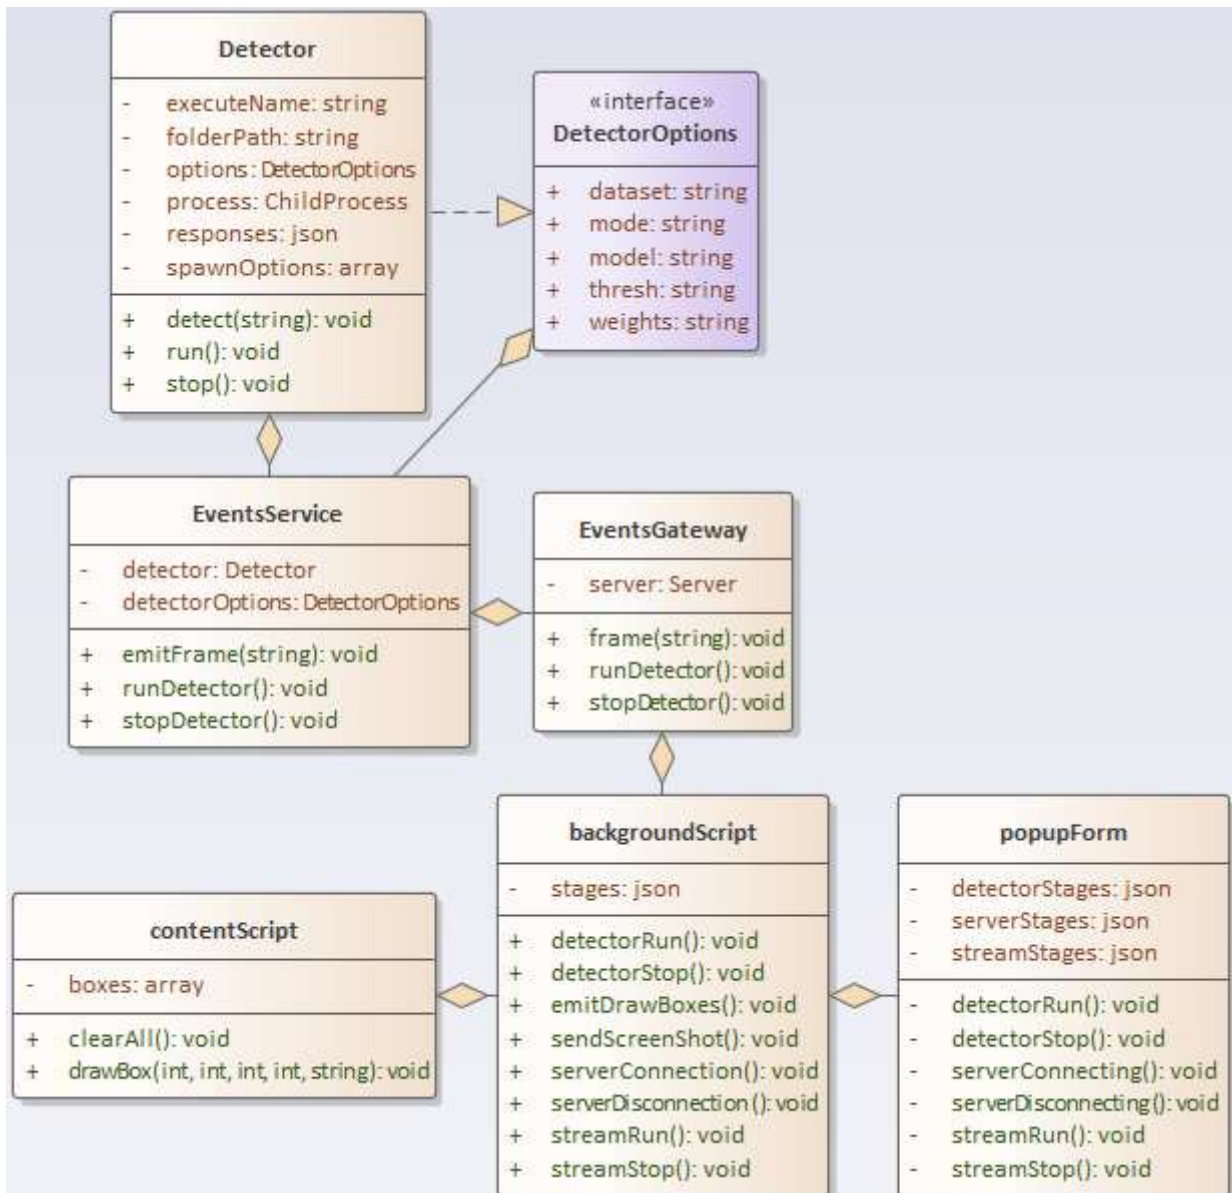 Detector
- executeName: string
- folderPath: string
- options: DetectorOptions
- process: ChildProcess
- responses: json
- spawnOptions: array
+ detect(string): void
+ run(): void
+ stop(): void
«interface»
DetectorOptions
+ dataset: string
+ mode: string
+ model: string
+ thresh: string
+ weights: string
EventsService
- detector: Detector
- detectorOptions: DetectorOptions
+ emitFrame(string): void
+ runDetector(): void
+ stopDetector(): void
EventsGateway
- server: Server
+ frame(string): void
+ runDetector(): void
+ stopDetector(): void
contentScript
- boxes: array
+ clearAll(): void
+ drawBox(int, int, int, int, string): void
backgroundScript
- stages: json
+ detectorRun(): void
+ detectorStop(): void
+ emitDrawBoxes(): void
+ sendScreenShot(): void
+ serverConnection(): void
+ serverDisconnection(): void
+ streamRun(): void
+ streamStop(): void
popupForm
- detectorStages: json
- serverStages: json
- streamStages: json
- detectorRun(): void
- detectorStop(): void
- serverConnecting(): void
- serverDisconnecting(): void
- streamRun(): void
- streamStop(): void